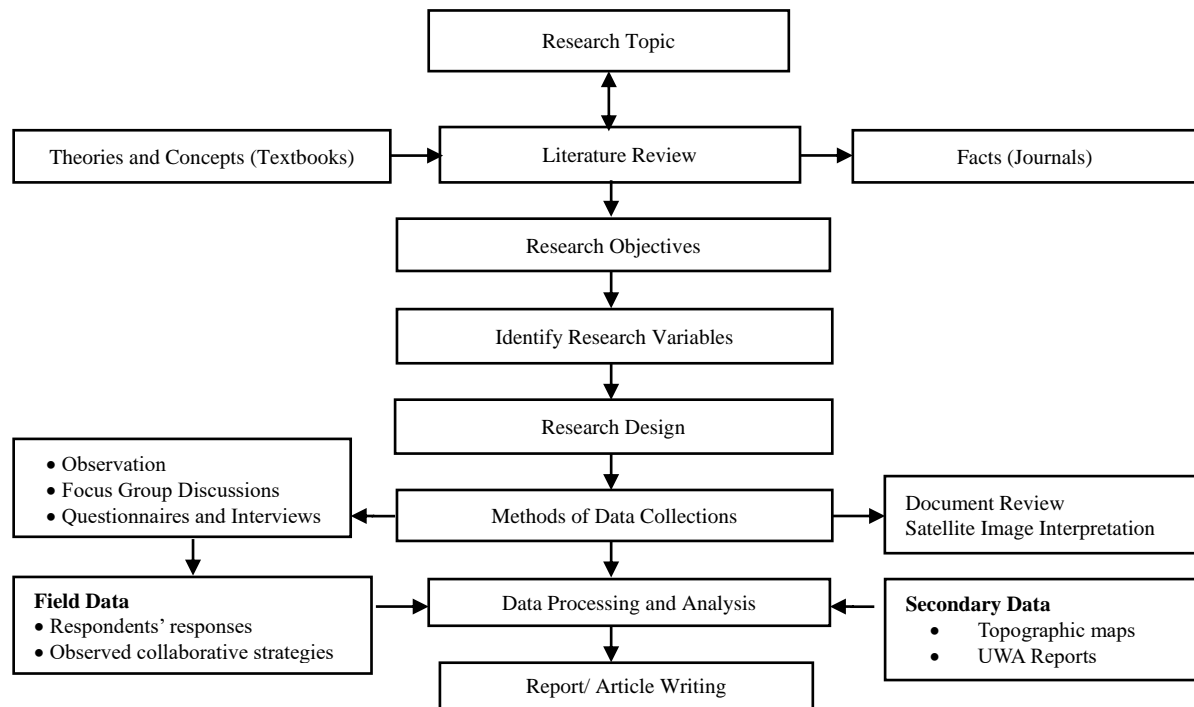 Research Topic
Theories and Concepts (Textbooks)
Literature Review
Facts (Journals)
Research Objectives
Identify Research Variables
Research Design
• Observation
• Focus Group Discussions
• Questionnaires and Interviews
Methods of Data Collections
Document Review
Satellite Image Interpretation
Field Data
• Respondents’ responses
• Observed collaborative strategies
Data Processing and Analysis
Secondary Data
• Topographic maps
• UWA Reports
Report/ Article Writing